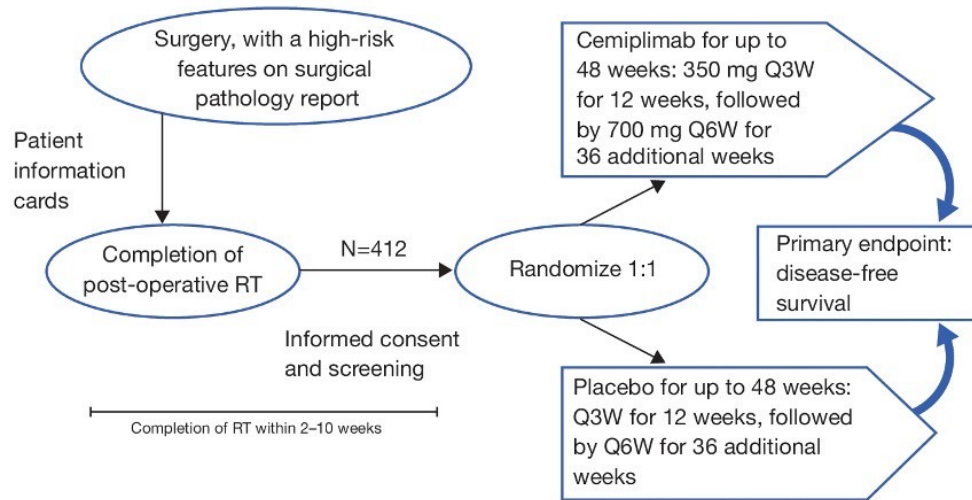 Surgery, with a high-risk
features on surgical
pathology report
Patient
information
cards
Completion of
post-operative RT
N=412
Informed consent
and screening
Completion of RT within 2–10 weeks
Randomize 1:1
Cemiplimab for up to
48 weeks: 350 mg Q3W
for 12 weeks, followed
by 700 mg Q6W for
36 additional weeks
Placebo for up to 48 weeks:
Q3W for 12 weeks, followed
by Q6W for 36 additional
weeks
Primary endpoint:
disease-free
survival